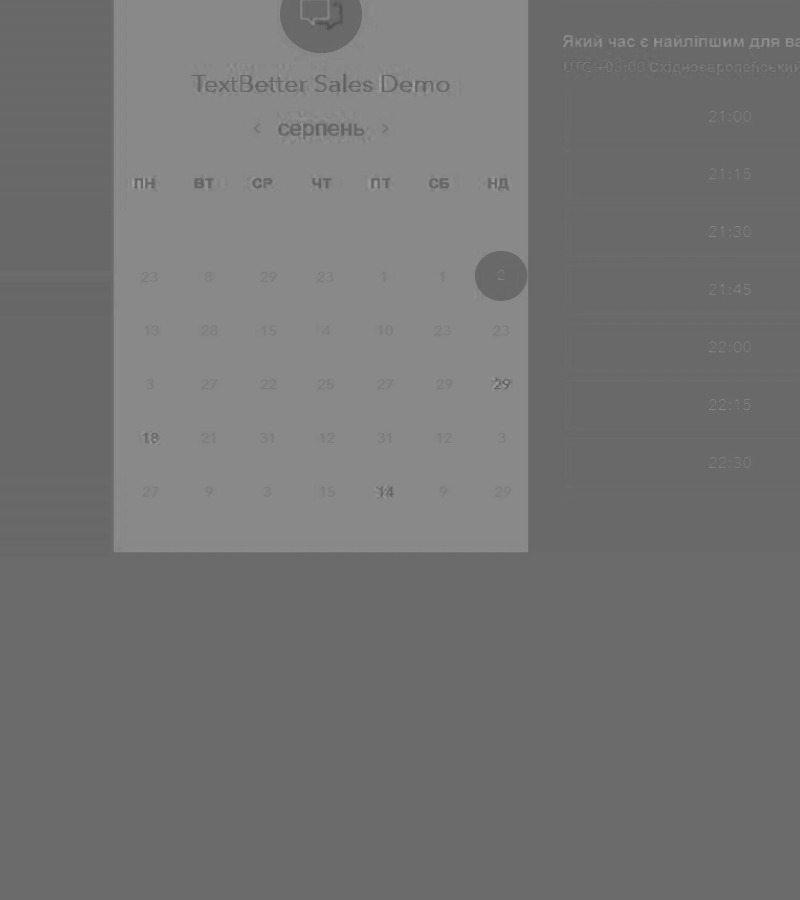 TextBetter Sales Demo
‹ серпень ›
ПН ВТ СР ЧТ ПТ СБ НД
23 8 29 23 1 1 2
13 28 15 4 10 23 23
3 27 22 25 27 29 29
18 21 31 12 31 12 3
27 9 3 15 14 9 29
Який час є найліпшим для
UTC +03:00 Східноєвропейський
21:00
21:15
21:30
21:45
22:00
22:15
22:30